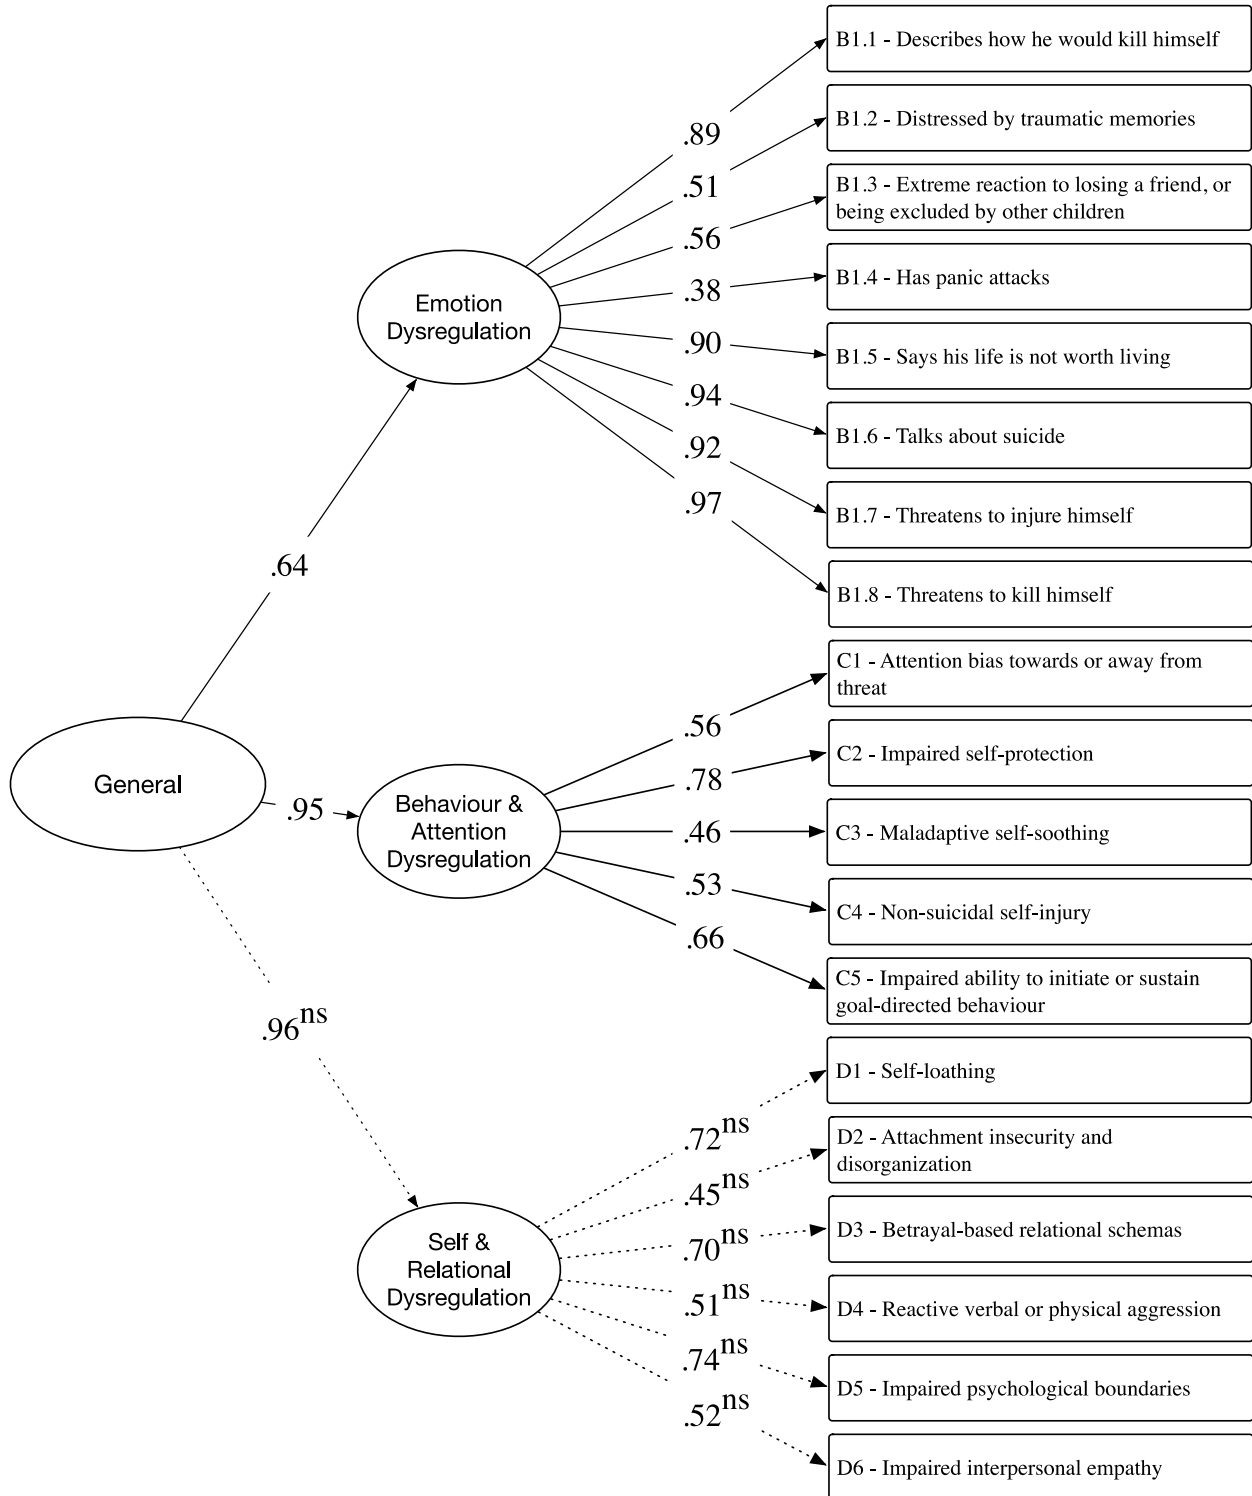 B1.1 - Describes how he would kill himself
B1.2 - Distressed by traumatic memories
B1.3 - Extreme reaction to losing a friend, or
being excluded by other children
B1.4 - Has panic attacks
B1.5 - Says his life is not worth living
B1.6 - Talks about suicide
B1.7 - Threatens to injure himself
B1.8 - Threatens to kill himself
.89
.51
.56
.38
.90
.94
.92
.97
Emotion
Dysregulation
.64
General
.95
.96ns
Behaviour &
Attention
Dysregulation
.56
.78
.46
.53
.66
C1 - Attention bias towards or away from
threat
C2 - Impaired self-protection
C3 - Maladaptive self-soothing
C4 - Non-suicidal self-injury
C5 - Impaired ability to initiate or sustain
goal-directed behaviour
Self &
Relational
Dysregulation
.72ns
.45ns
.70ns
.51ns
.74ns
.52ns
D1 - Self-loathing
D2 - Attachment insecurity and
disorganization
D3 - Betrayal-based relational schemas
D4 - Reactive verbal or physical aggression
D5 - Impaired psychological boundaries
D6 - Impaired interpersonal empathy